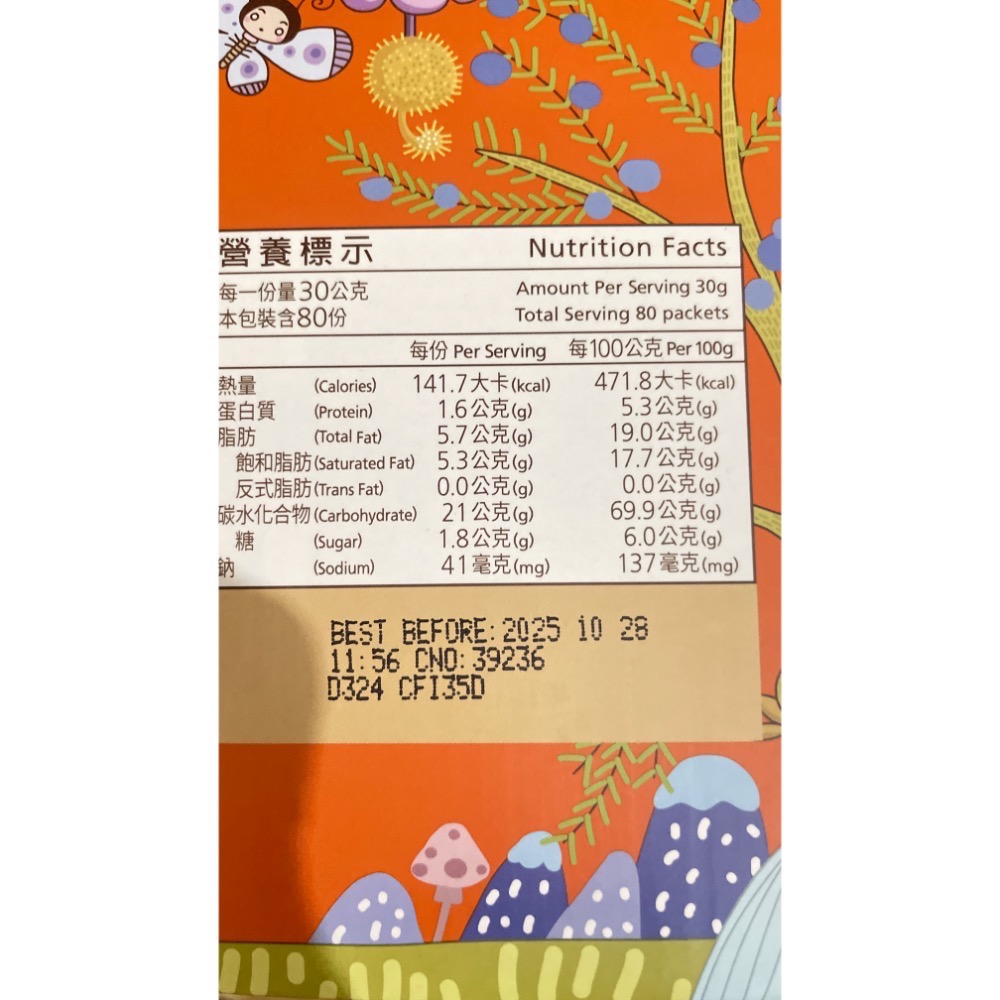 營養標示 Nutrition Facts
每一份量30公克 Amount Per Serving 30g
本包裝含80份 Total Serving 80 packets
每份 Per Serving 每100公克 Per 100g
熱量 (Calories) 141.7大卡(kcal) 471.8大卡(kcal)
蛋白質 (Protein) 1.6公克(g) 5.3公克(g)
脂肪 (Total Fat) 5.7公克(g) 19.0公克(g)
飽和脂肪(Saturated Fat) 5.3公克(g) 17.7公克(g)
反式脂肪(Trans Fat) 0.0公克(g) 0.0公克(g)
碳水化合物(Carbohydrate) 21公克(g) 69.9公克(g)
糖 (Sugar) 1.8公克(g) 6.0公克(g)
鈉 (Sodium) 41毫克(mg) 137毫克(mg)
BEST BEFORE: 2025 10 28
11:56 CNO: 39236
D324 CFI35D